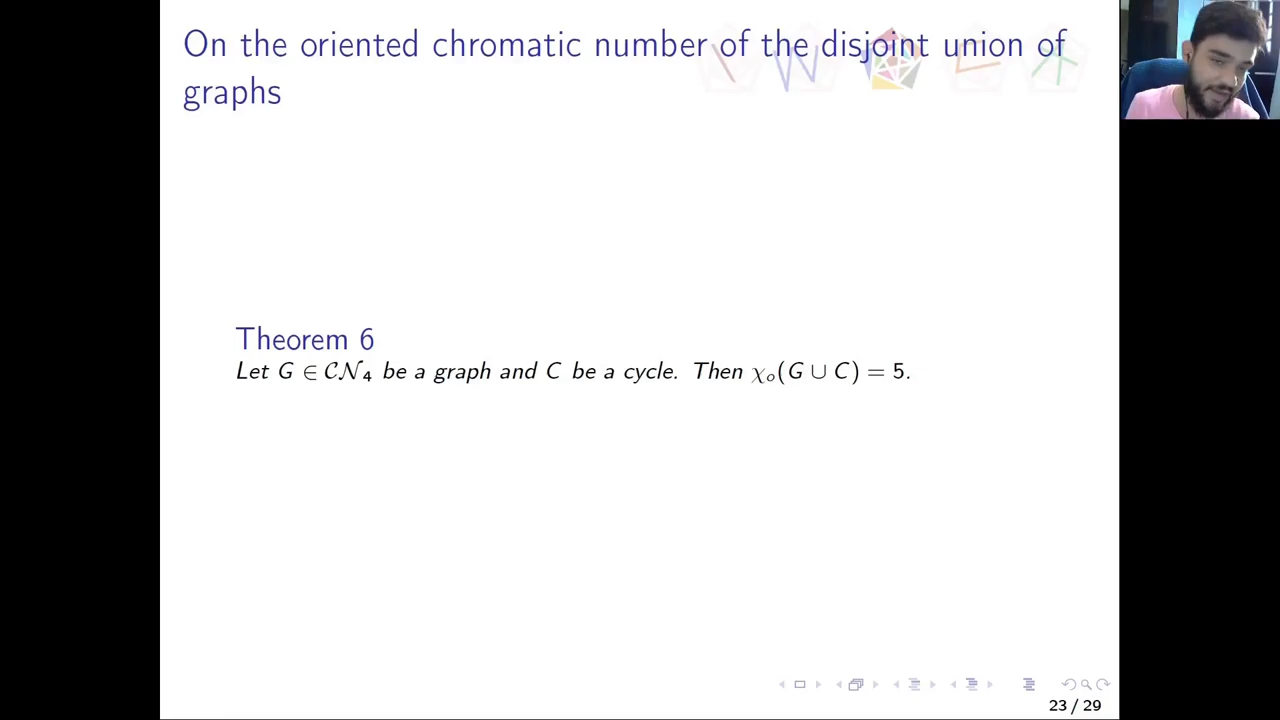 On the oriented chromatic number of the disjoint union of
graphs
Theorem 6
Let G ∈ 𝒞𝒩₄ be a graph and C be a cycle. Then χₒ(G ∪ C) = 5.
23 / 29